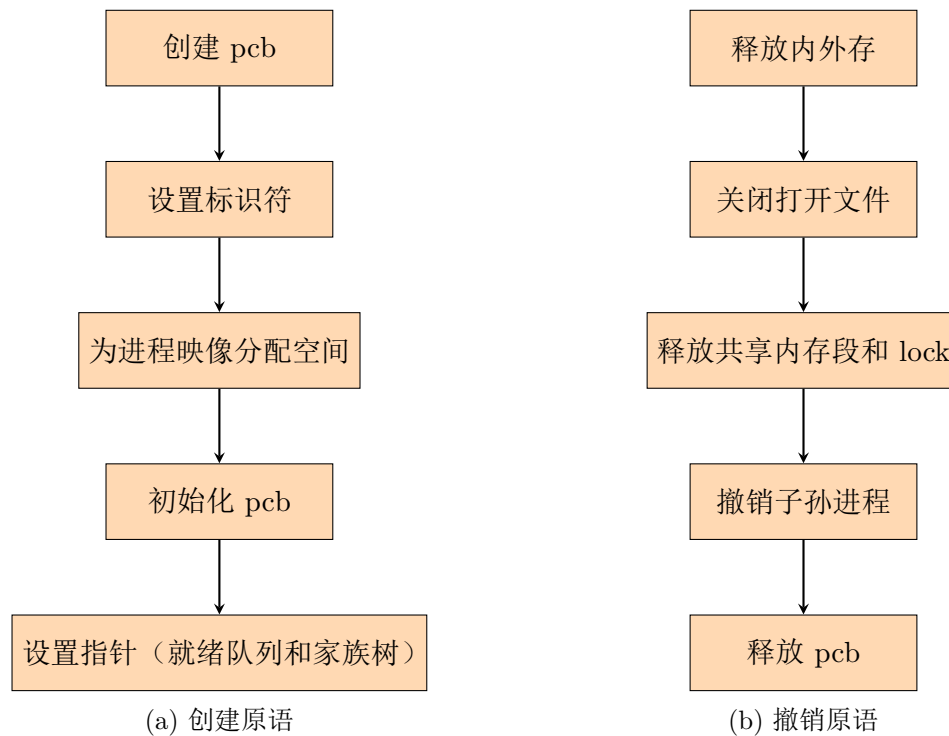 创建 pcb
设置标识符
为进程映像分配空间
初始化 pcb
设置指针（就绪队列和家族树）
(a) 创建原语
释放内外存
关闭打开文件
释放共享内存段和 lock
撤销子孙进程
释放 pcb
(b) 撤销原语